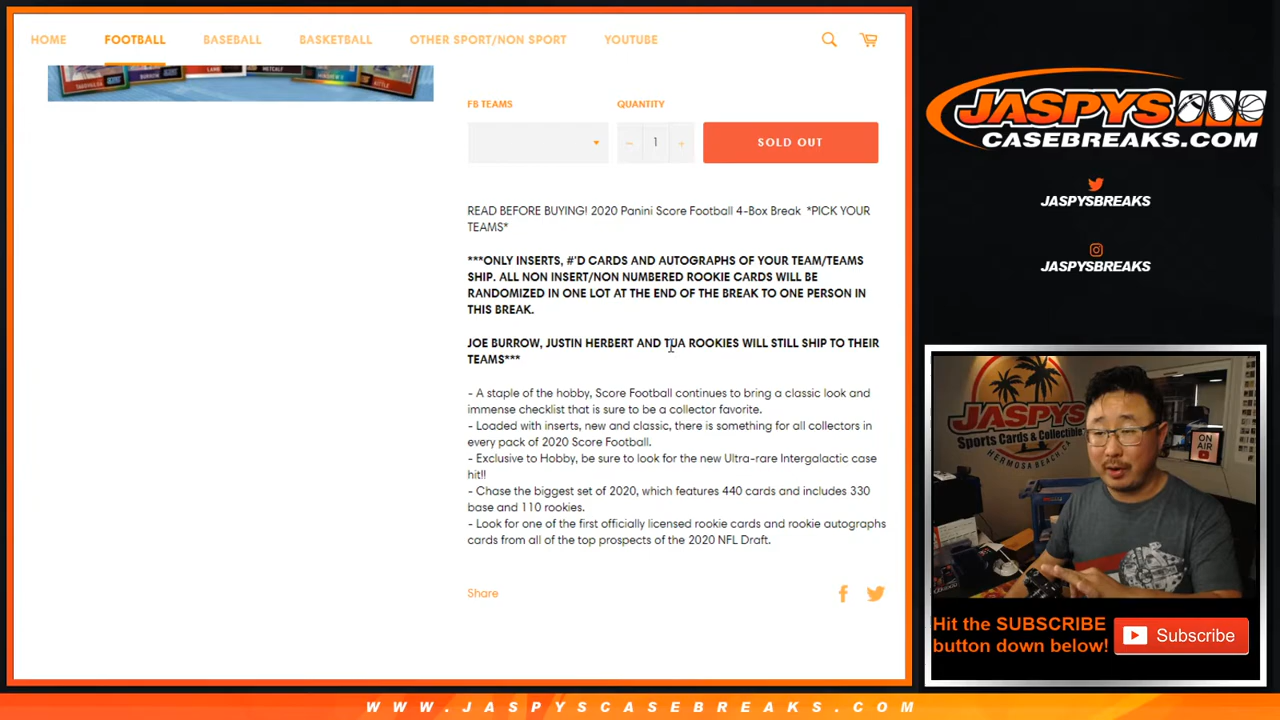 HOME FOOTBALL BASEBALL BASKETBALL OTHER SPORT/NON SPORT YOUTUBE
LAMB METCALF KITTLE
FB TEAMS QUANTITY
− 1 + SOLD OUT
READ BEFORE BUYING! 2020 Panini Score Football 4-Box Break *PICK YOUR
TEAMS*
***ONLY INSERTS, #'D CARDS AND AUTOGRAPHS OF YOUR TEAM/TEAMS
SHIP. ALL NON INSERT/NON NUMBERED ROOKIE CARDS WILL BE
RANDOMIZED IN ONE LOT AT THE END OF THE BREAK TO ONE PERSON IN
THIS BREAK.
JOE BURROW, JUSTIN HERBERT AND TUA ROOKIES WILL STILL SHIP TO THEIR
TEAMS***
- A staple of the hobby, Score Football continues to bring a classic look and
immense checklist that is sure to be a collector favorite.
- Loaded with inserts, new and classic, there is something for all collectors in
every pack of 2020 Score Football.
- Exclusive to Hobby, be sure to look for the new Ultra-rare Intergalactic case
hit!!
- Chase the biggest set of 2020, which features 440 cards and includes 330
base and 110 rookies.
- Look for one of the first officially licensed rookie cards and rookie autographs
cards from all of the top prospects of the 2020 NFL Draft.
Share
JASPYS
CASEBREAKS.COM
JASPYSBREAKS
JASPYSBREAKS
JASPYS
Sports Cards & Collectibles
HERMOSA BEACH, CA
ON
AIR
Hit the SUBSCRIBE
button down below!
Subscribe
WWW.JASPYSCASEBREAKS.COM